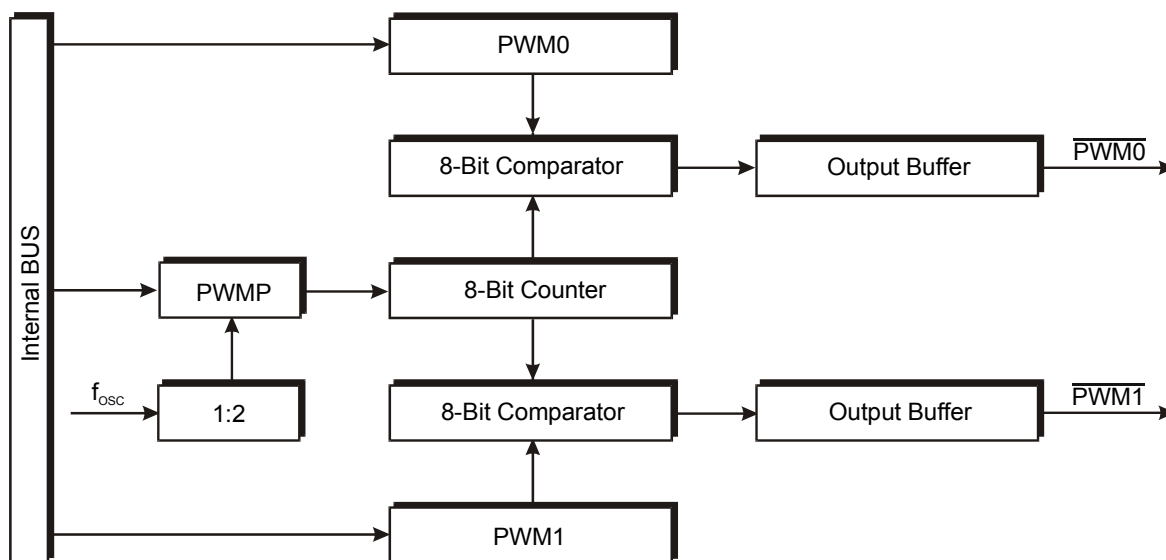 PWM0
8-Bit Comparator
Output Buffer
PWM0
Internal BUS
PWMP
8-Bit Counter
fOSC
1:2
8-Bit Comparator
Output Buffer
PWM1
PWM1